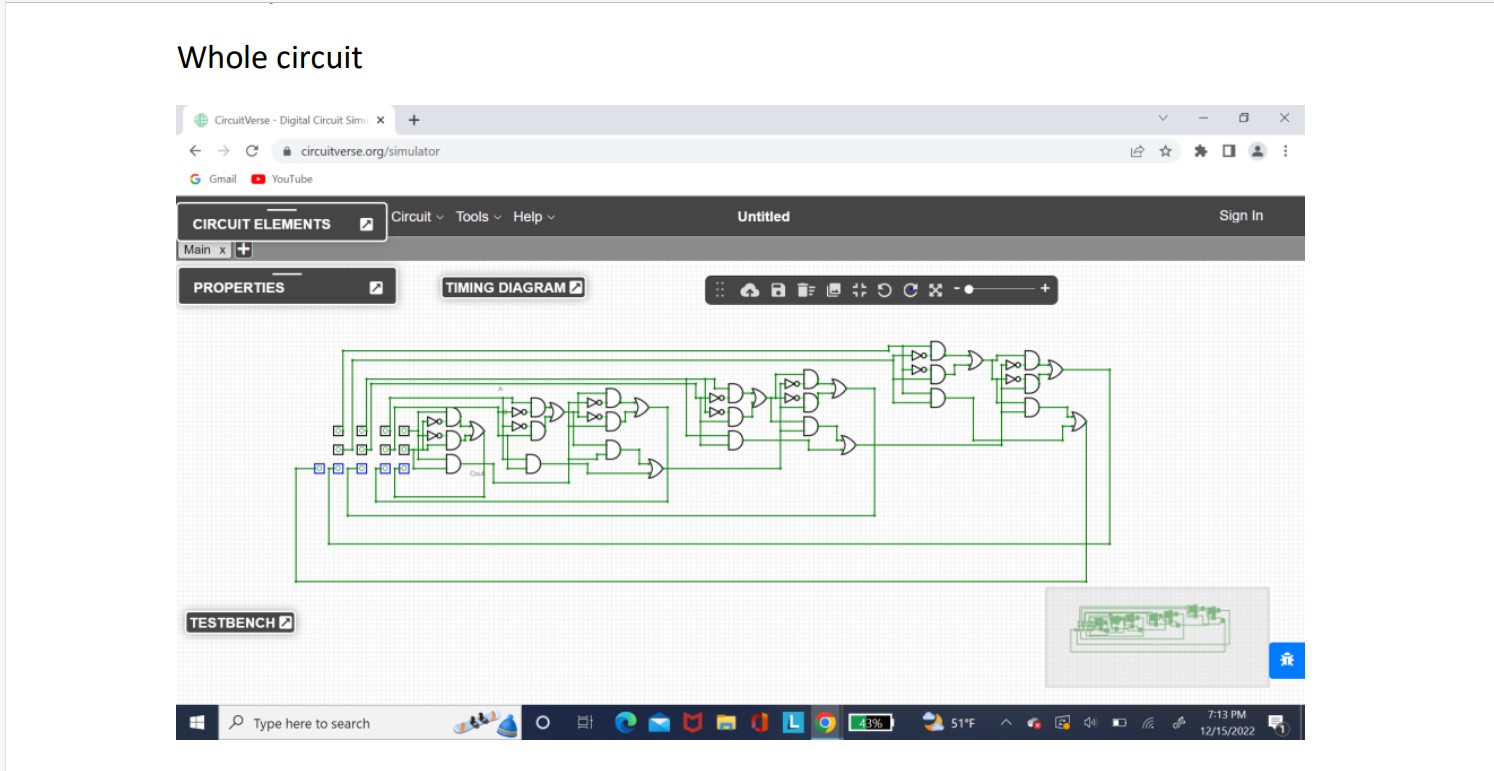 Whole circuit
CircuitVerse - Digital Circuit Simu
circuitverse.org/simulator
Gmail YouTube
CIRCUIT ELEMENTS Circuit Tools Help Untitled Sign In
Main x
PROPERTIES TIMING DIAGRAM
Cout
TESTBENCH
Type here to search 43% 51°F 7:13 PM
12/15/2022